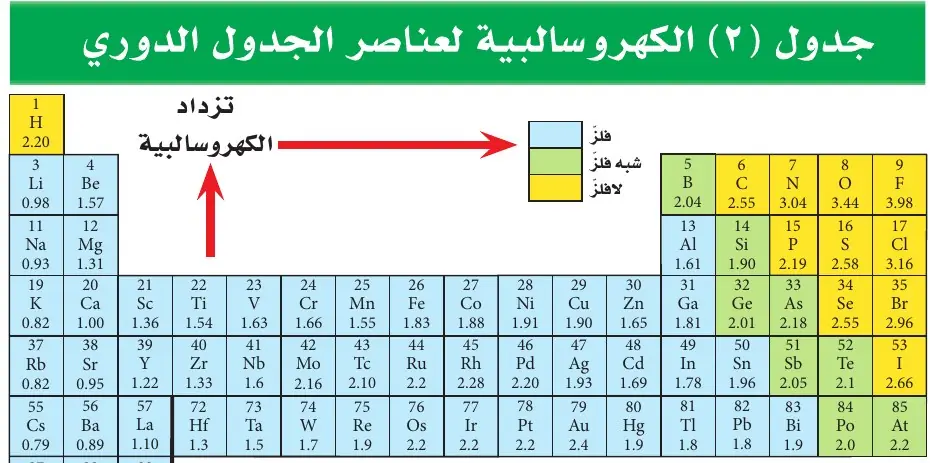 جدول (٢) الكهروسالبية لعناصر الجدول الدوري
تزداد
الكهروسالبية
فلزّ
شبه فلزّ
لافلزّ
1
H
2.20
3 4 5 6 7 8 9
Li Be B C N O F
0.98 1.57 2.04 2.55 3.04 3.44 3.98
11 12 13 14 15 16 17
Na Mg Al Si P S Cl
0.93 1.31 1.61 1.90 2.19 2.58 3.16
19 20 21 22 23 24 25 26 27 28 29 30 31 32 33 34 35
K Ca Sc Ti V Cr Mn Fe Co Ni Cu Zn Ga Ge As Se Br
0.82 1.00 1.36 1.54 1.63 1.66 1.55 1.83 1.88 1.91 1.90 1.65 1.81 2.01 2.18 2.55 2.96
37 38 39 40 41 42 43 44 45 46 47 48 49 50 51 52 53
Rb Sr Y Zr Nb Mo Tc Ru Rh Pd Ag Cd In Sn Sb Te I
0.82 0.95 1.22 1.33 1.6 2.16 2.10 2.2 2.28 2.20 1.93 1.69 1.78 1.96 2.05 2.1 2.66
55 56 57 72 73 74 75 76 77 78 79 80 81 82 83 84 85
Cs Ba La Hf Ta W Re Os Ir Pt Au Hg Tl Pb Bi Po At
0.79 0.89 1.10 1.3 1.5 1.7 1.9 2.2 2.2 2.2 2.4 1.9 1.8 1.8 1.9 2.0 2.2